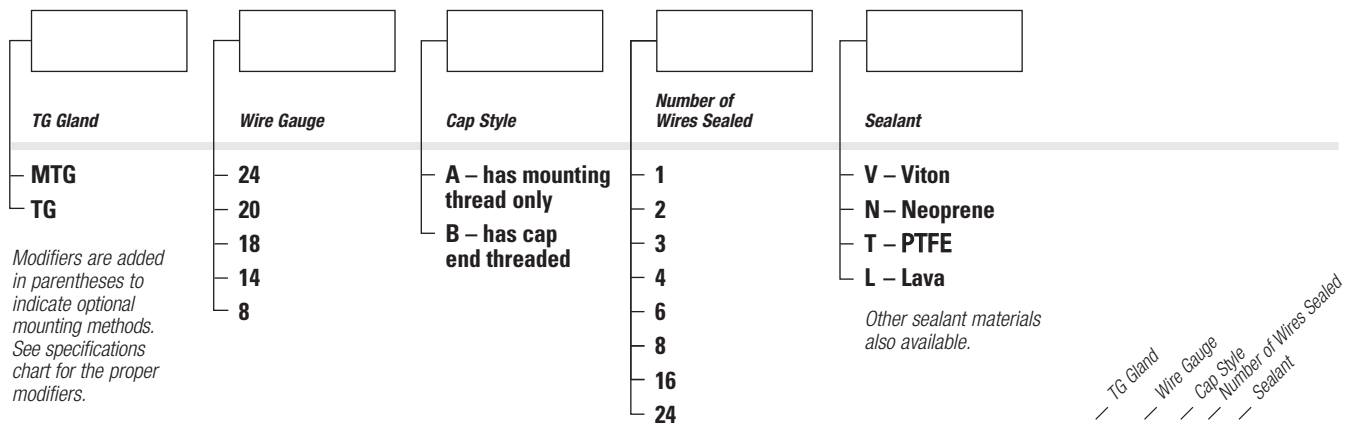 TG Gland
MTG
TG
Modifiers are added
in parentheses to
indicate optional
mounting methods.
See specifications
chart for the proper
modifiers.
Wire Gauge
24
20
18
14
8
Cap Style
A – has mounting
thread only
B – has cap
end threaded
Number of
Wires Sealed
1
2
3
4
6
8
16
24
Sealant
V – Viton
N – Neoprene
T – PTFE
L – Lava
Other sealant materials
also available.
TG Gland
Wire Gauge
Cap Style
Number of Wires Sealed
Sealant